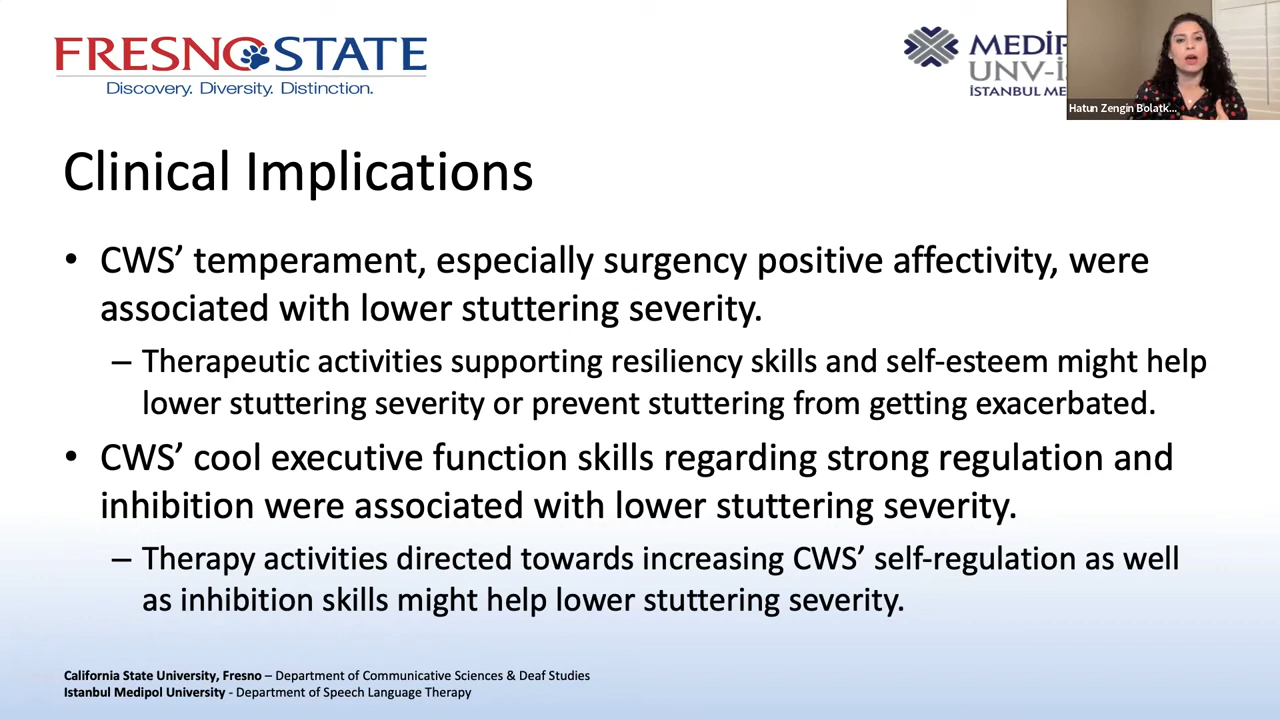 FRESNO STATE
Discovery. Diversity. Distinction.
UNV-İ
İSTANBUL
Hatun Zengin Bolatk...
Clinical Implications
• CWS’ temperament, especially surgency positive affectivity, were
associated with lower stuttering severity.
– Therapeutic activities supporting resiliency skills and self-esteem might help
lower stuttering severity or prevent stuttering from getting exacerbated.
• CWS’ cool executive function skills regarding strong regulation and
inhibition were associated with lower stuttering severity.
– Therapy activities directed towards increasing CWS’ self-regulation as well
as inhibition skills might help lower stuttering severity.
California State University, Fresno – Department of Communicative Sciences & Deaf Studies
Istanbul Medipol University - Department of Speech Language Therapy